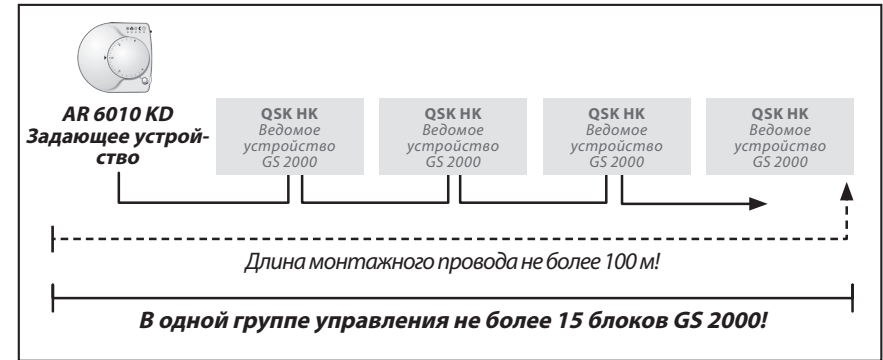 AR 6010 KD
Задающее устрой-
ство
QSK HK
Ведомое
устройство
GS 2000
QSK HK
Ведомое
устройство
GS 2000
QSK HK
Ведомое
устройство
GS 2000
QSK HK
Ведомое
устройство
GS 2000
Длина монтажного провода не более 100 м!
В одной группе управления не более 15 блоков GS 2000!